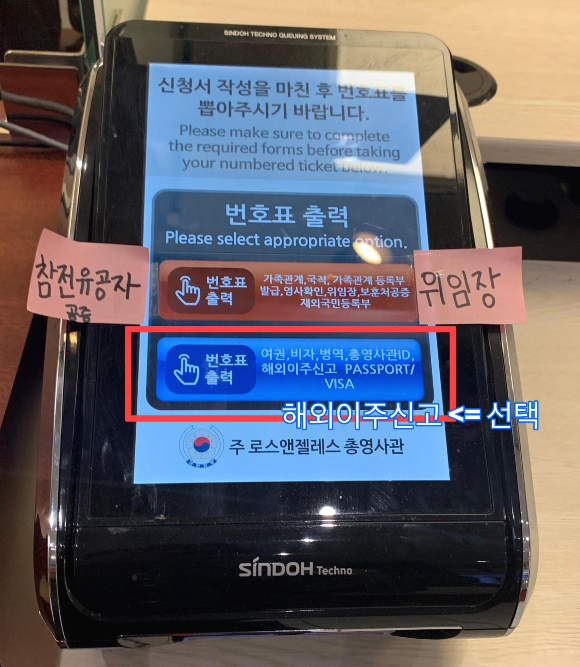 SINDOH TECHNO QUEUING SYSTEM
신청서 작성을 마친 후 번호표를
뽑아주시기 바랍니다.
Please make sure to complete
the required forms before taking
your numbered ticket below.
번호표 출력
Please select appropriate option.
참전유공자
공증
번호표
출력
가족관계,국적, 가족관계 등록부
발급,영사확인,위임장,보훈처공증
재외국민등록부
위임장
번호표
출력
여권,비자,병역,총영사관ID,
해외이주신고 PASSPORT/
VISA
해외이주신고 <= 선택
주 로스앤젤레스 총영사관
SINDOH Techno